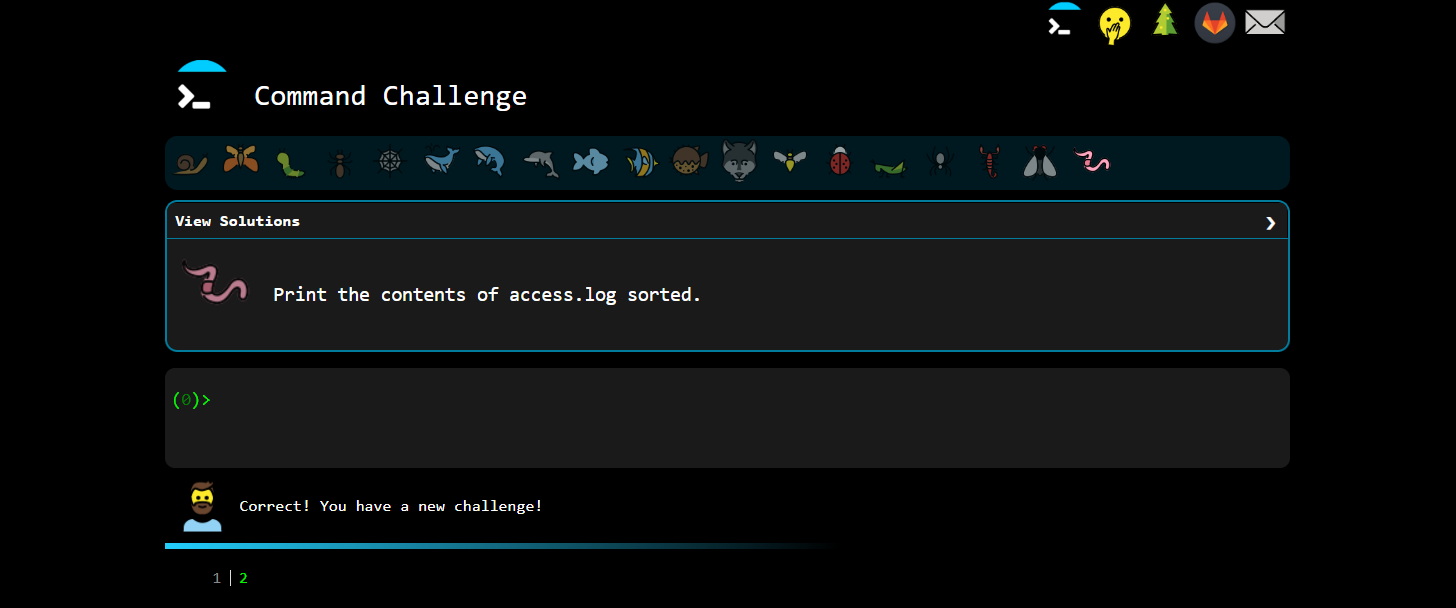 Command Challenge
View Solutions
Print the contents of access.log sorted.
(0)>
Correct! You have a new challenge!
1 | 2